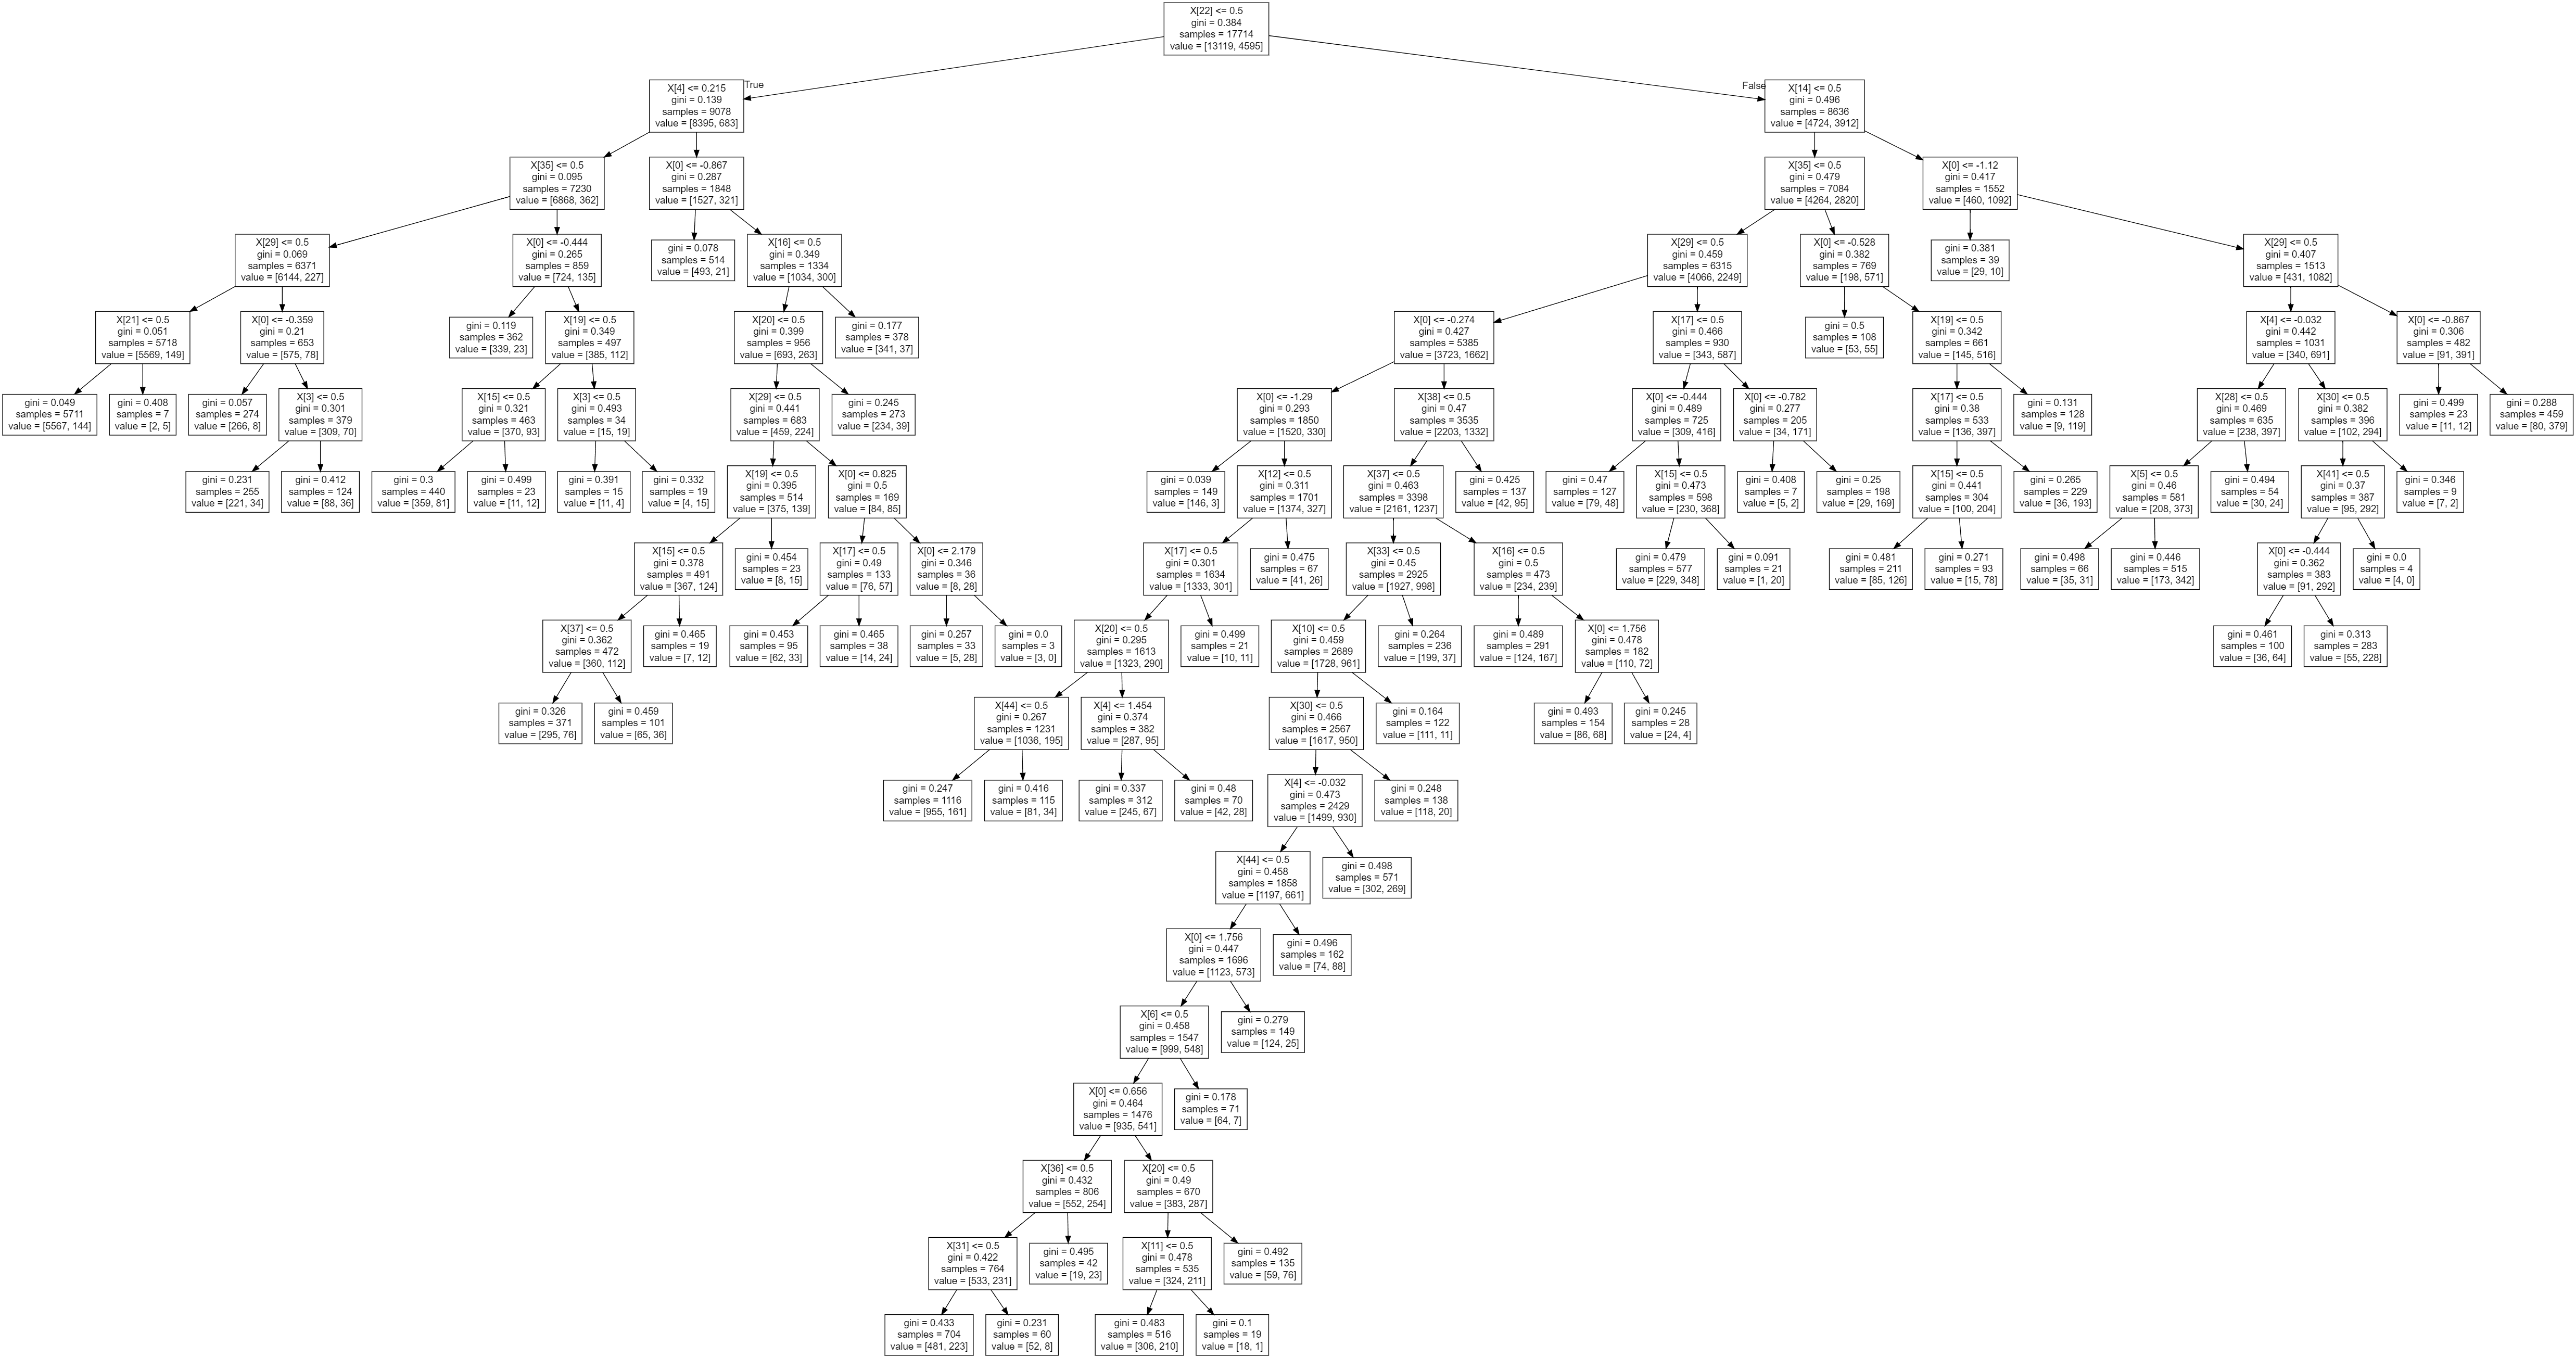 X[22] <= 0.5
gini = 0.384
samples = 17714
value = [13119, 4595]
True
False
X[4] <= 0.215
gini = 0.139
samples = 9078
value = [8395, 683]
X[14] <= 0.5
gini = 0.496
samples = 8636
value = [4724, 3912]
X[35] <= 0.5
gini = 0.095
samples = 7230
value = [6868, 362]
X[0] <= -0.867
gini = 0.287
samples = 1848
value = [1527, 321]
X[35] <= 0.5
gini = 0.479
samples = 7084
value = [4264, 2820]
X[0] <= -1.12
gini = 0.417
samples = 1552
value = [460, 1092]
X[29] <= 0.5
gini = 0.069
samples = 6371
value = [6144, 227]
X[0] <= -0.444
gini = 0.265
samples = 859
value = [724, 135]
gini = 0.078
samples = 514
value = [493, 21]
X[16] <= 0.5
gini = 0.349
samples = 1334
value = [1034, 300]
X[29] <= 0.5
gini = 0.459
samples = 6315
value = [4066, 2249]
X[0] <= -0.528
gini = 0.382
samples = 769
value = [198, 571]
gini = 0.381
samples = 39
value = [29, 10]
X[29] <= 0.5
gini = 0.407
samples = 1513
value = [431, 1082]
X[21] <= 0.5
gini = 0.051
samples = 5718
value = [5569, 149]
X[0] <= -0.359
gini = 0.21
samples = 653
value = [575, 78]
gini = 0.119
samples = 362
value = [339, 23]
X[19] <= 0.5
gini = 0.349
samples = 497
value = [385, 112]
X[20] <= 0.5
gini = 0.399
samples = 956
value = [693, 263]
gini = 0.177
samples = 378
value = [341, 37]
X[0] <= -0.274
gini = 0.427
samples = 5385
value = [3723, 1662]
X[17] <= 0.5
gini = 0.466
samples = 930
value = [343, 587]
gini = 0.5
samples = 108
value = [53, 55]
X[19] <= 0.5
gini = 0.342
samples = 661
value = [145, 516]
X[4] <= -0.032
gini = 0.442
samples = 1031
value = [340, 691]
X[0] <= -0.867
gini = 0.306
samples = 482
value = [91, 391]
gini = 0.049
samples = 5711
value = [5567, 144]
gini = 0.408
samples = 7
value = [2, 5]
gini = 0.057
samples = 274
value = [266, 8]
X[3] <= 0.5
gini = 0.301
samples = 379
value = [309, 70]
X[15] <= 0.5
gini = 0.321
samples = 463
value = [370, 93]
X[3] <= 0.5
gini = 0.493
samples = 34
value = [15, 19]
X[29] <= 0.5
gini = 0.441
samples = 683
value = [459, 224]
gini = 0.245
samples = 273
value = [234, 39]
X[0] <= -1.29
gini = 0.293
samples = 1850
value = [1520, 330]
X[38] <= 0.5
gini = 0.47
samples = 3535
value = [2203, 1332]
X[0] <= -0.444
gini = 0.489
samples = 725
value = [309, 416]
X[0] <= -0.782
gini = 0.277
samples = 205
value = [34, 171]
X[17] <= 0.5
gini = 0.38
samples = 533
value = [136, 397]
gini = 0.131
samples = 128
value = [9, 119]
X[28] <= 0.5
gini = 0.469
samples = 635
value = [238, 397]
X[30] <= 0.5
gini = 0.382
samples = 396
value = [102, 294]
gini = 0.499
samples = 23
value = [11, 12]
gini = 0.288
samples = 459
value = [80, 379]
gini = 0.231
samples = 255
value = [221, 34]
gini = 0.412
samples = 124
value = [88, 36]
gini = 0.3
samples = 440
value = [359, 81]
gini = 0.499
samples = 23
value = [11, 12]
gini = 0.391
samples = 15
value = [11, 4]
gini = 0.332
samples = 19
value = [4, 15]
X[19] <= 0.5
gini = 0.395
samples = 514
value = [375, 139]
X[0] <= 0.825
gini = 0.5
samples = 169
value = [84, 85]
gini = 0.039
samples = 149
value = [146, 3]
X[12] <= 0.5
gini = 0.311
samples = 1701
value = [1374, 327]
X[37] <= 0.5
gini = 0.463
samples = 3398
value = [2161, 1237]
gini = 0.425
samples = 137
value = [42, 95]
gini = 0.47
samples = 127
value = [79, 48]
X[15] <= 0.5
gini = 0.473
samples = 598
value = [230, 368]
gini = 0.408
samples = 7
value = [5, 2]
gini = 0.25
samples = 198
value = [29, 169]
X[15] <= 0.5
gini = 0.441
samples = 304
value = [100, 204]
gini = 0.265
samples = 229
value = [36, 193]
X[5] <= 0.5
gini = 0.46
samples = 581
value = [208, 373]
gini = 0.494
samples = 54
value = [30, 24]
X[41] <= 0.5
gini = 0.37
samples = 387
value = [95, 292]
gini = 0.346
samples = 9
value = [7, 2]
X[15] <= 0.5
gini = 0.378
samples = 491
value = [367, 124]
gini = 0.454
samples = 23
value = [8, 15]
X[17] <= 0.5
gini = 0.49
samples = 133
value = [76, 57]
X[0] <= 2.179
gini = 0.346
samples = 36
value = [8, 28]
X[17] <= 0.5
gini = 0.301
samples = 1634
value = [1333, 301]
gini = 0.475
samples = 67
value = [41, 26]
X[33] <= 0.5
gini = 0.45
samples = 2925
value = [1927, 998]
X[16] <= 0.5
gini = 0.5
samples = 473
value = [234, 239]
gini = 0.479
samples = 577
value = [229, 348]
gini = 0.091
samples = 21
value = [1, 20]
gini = 0.481
samples = 211
value = [85, 126]
gini = 0.271
samples = 93
value = [15, 78]
gini = 0.498
samples = 66
value = [35, 31]
gini = 0.446
samples = 515
value = [173, 342]
X[0] <= -0.444
gini = 0.362
samples = 383
value = [91, 292]
gini = 0.0
samples = 4
value = [4, 0]
X[37] <= 0.5
gini = 0.362
samples = 472
value = [360, 112]
gini = 0.465
samples = 19
value = [7, 12]
gini = 0.453
samples = 95
value = [62, 33]
gini = 0.465
samples = 38
value = [14, 24]
gini = 0.257
samples = 33
value = [5, 28]
gini = 0.0
samples = 3
value = [3, 0]
X[20] <= 0.5
gini = 0.295
samples = 1613
value = [1323, 290]
gini = 0.499
samples = 21
value = [10, 11]
X[10] <= 0.5
gini = 0.459
samples = 2689
value = [1728, 961]
gini = 0.264
samples = 236
value = [199, 37]
gini = 0.489
samples = 291
value = [124, 167]
X[0] <= 1.756
gini = 0.478
samples = 182
value = [110, 72]
gini = 0.461
samples = 100
value = [36, 64]
gini = 0.313
samples = 283
value = [55, 228]
gini = 0.326
samples = 371
value = [295, 76]
gini = 0.459
samples = 101
value = [65, 36]
X[44] <= 0.5
gini = 0.267
samples = 1231
value = [1036, 195]
X[4] <= 1.454
gini = 0.374
samples = 382
value = [287, 95]
X[30] <= 0.5
gini = 0.466
samples = 2567
value = [1617, 950]
gini = 0.164
samples = 122
value = [111, 11]
gini = 0.493
samples = 154
value = [86, 68]
gini = 0.245
samples = 28
value = [24, 4]
gini = 0.247
samples = 1116
value = [955, 161]
gini = 0.416
samples = 115
value = [81, 34]
gini = 0.337
samples = 312
value = [245, 67]
gini = 0.48
samples = 70
value = [42, 28]
X[4] <= -0.032
gini = 0.473
samples = 2429
value = [1499, 930]
gini = 0.248
samples = 138
value = [118, 20]
X[44] <= 0.5
gini = 0.458
samples = 1858
value = [1197, 661]
gini = 0.498
samples = 571
value = [302, 269]
X[0] <= 1.756
gini = 0.447
samples = 1696
value = [1123, 573]
gini = 0.496
samples = 162
value = [74, 88]
X[6] <= 0.5
gini = 0.458
samples = 1547
value = [999, 548]
gini = 0.279
samples = 149
value = [124, 25]
X[0] <= 0.656
gini = 0.464
samples = 1476
value = [935, 541]
gini = 0.178
samples = 71
value = [64, 7]
X[36] <= 0.5
gini = 0.432
samples = 806
value = [552, 254]
X[20] <= 0.5
gini = 0.49
samples = 670
value = [383, 287]
X[31] <= 0.5
gini = 0.422
samples = 764
value = [533, 231]
gini = 0.495
samples = 42
value = [19, 23]
X[11] <= 0.5
gini = 0.478
samples = 535
value = [324, 211]
gini = 0.492
samples = 135
value = [59, 76]
gini = 0.433
samples = 704
value = [481, 223]
gini = 0.231
samples = 60
value = [52, 8]
gini = 0.483
samples = 516
value = [306, 210]
gini = 0.1
samples = 19
value = [18, 1]